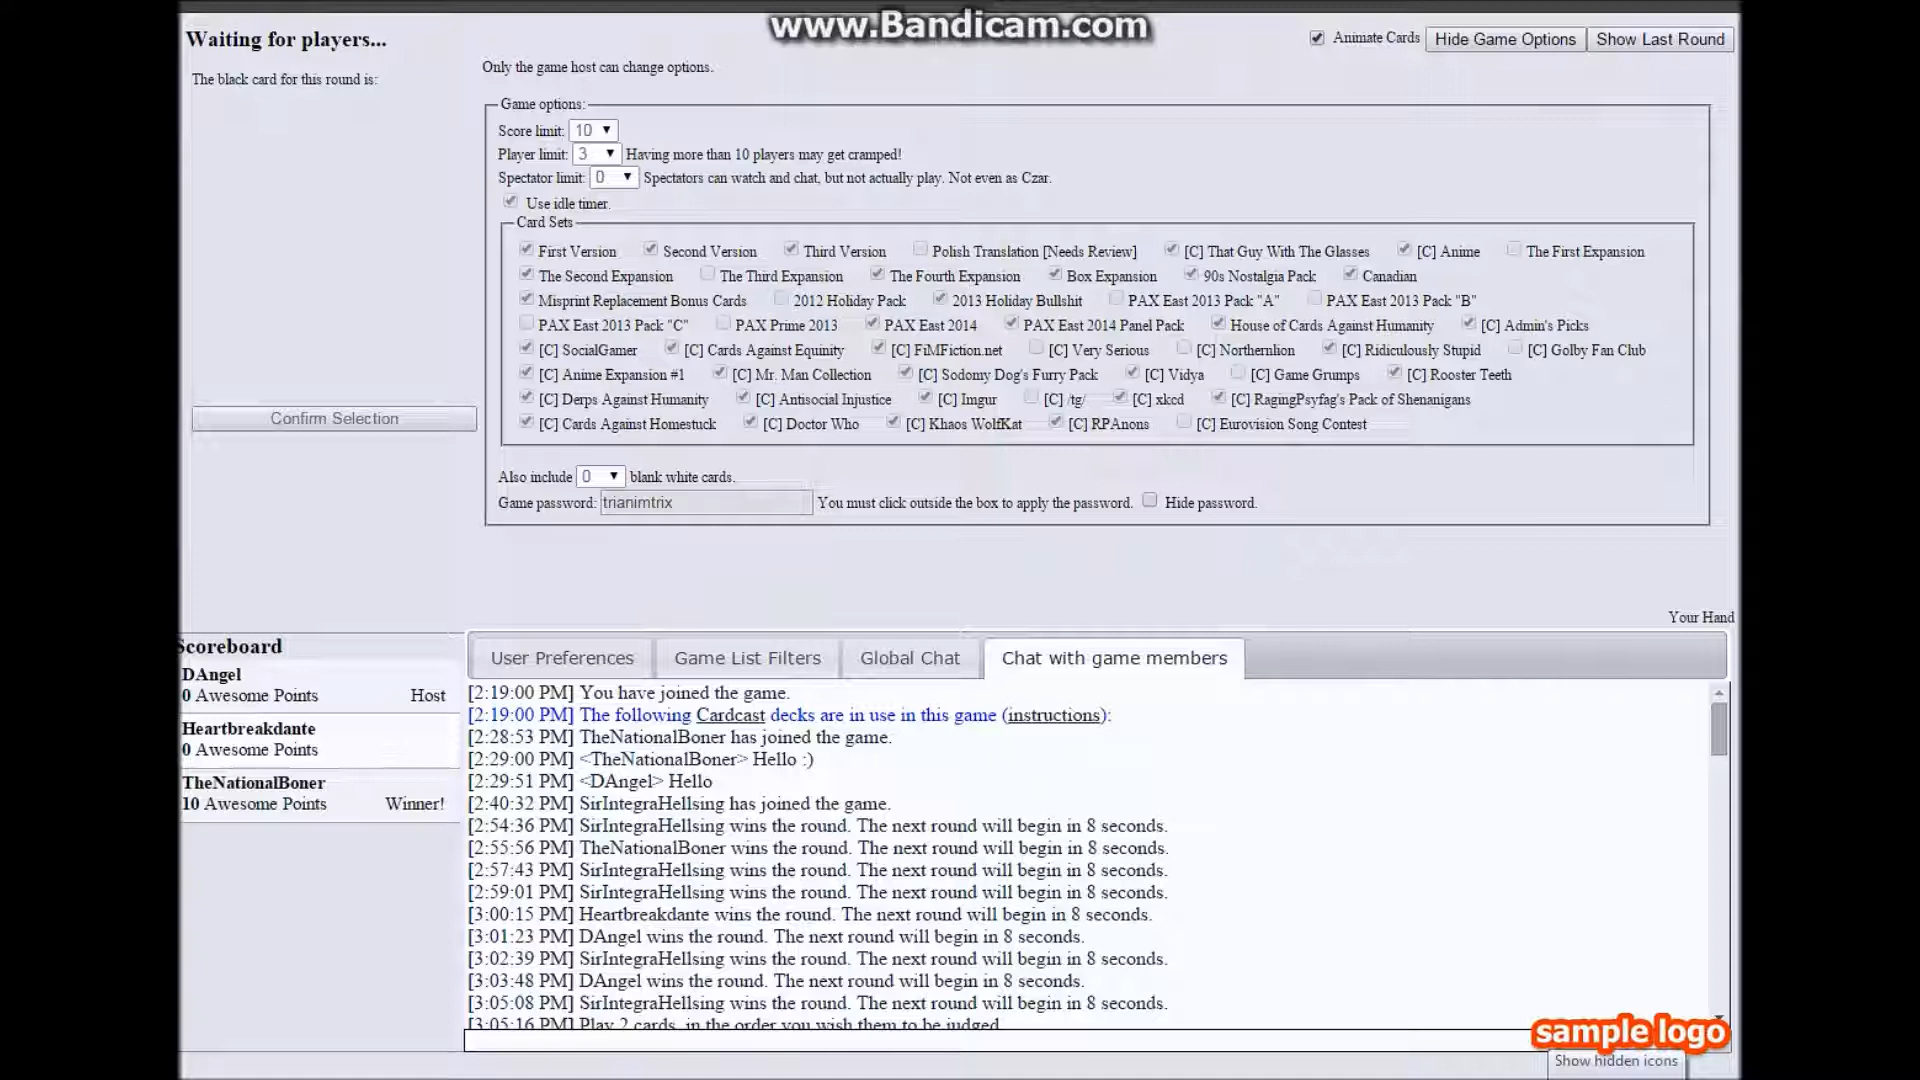 www.Bandicam.com
Waiting for players...
Animate Cards
Hide Game Options
Show Last Round
The black card for this round is:
Only the game host can change options.
Game options:
Score limit: 10
Player limit: 3 Having more than 10 players may get cramped!
Spectator limit: 0 Spectators can watch and chat, but not actually play. Not even as Czar.
Use idle timer.
Card Sets
First Version Second Version Third Version Polish Translation [Needs Review] [C] That Guy With The Glasses [C] Anime The First Expansion
The Second Expansion The Third Expansion The Fourth Expansion Box Expansion 90s Nostalgia Pack Canadian
Misprint Replacement Bonus Cards 2012 Holiday Pack 2013 Holiday Bullshit PAX East 2013 Pack "A" PAX East 2013 Pack "B"
PAX East 2013 Pack "C" PAX Prime 2013 PAX East 2014 PAX East 2014 Panel Pack House of Cards Against Humanity [C] Admin's Picks
[C] SocialGamer [C] Cards Against Equinity [C] FiMFiction.net [C] Very Serious [C] Northernlion [C] Ridiculously Stupid [C] Golby Fan Club
[C] Anime Expansion #1 [C] Mr. Man Collection [C] Sodomy Dog's Furry Pack [C] Vidya [C] Game Grumps [C] Rooster Teeth
[C] Derps Against Humanity [C] Antisocial Injustice [C] Imgur [C] /tg/ [C] xkcd [C] RagingPsyfag's Pack of Shenanigans
[C] Cards Against Homestuck [C] Doctor Who [C] Khaos WolfKat [C] RPAnons [C] Eurovision Song Contest
Confirm Selection
Also include 0 blank white cards.
Game password: trianimtrix You must click outside the box to apply the password. Hide password.
Your Hand
Scoreboard
DAngel
0 Awesome Points Host
Heartbreakdante
0 Awesome Points
TheNationalBoner
10 Awesome Points Winner!
User Preferences Game List Filters Global Chat Chat with game members
[2:19:00 PM] You have joined the game.
[2:19:00 PM] The following Cardcast decks are in use in this game (instructions):
[2:28:53 PM] TheNationalBoner has joined the game.
[2:29:00 PM] <TheNationalBoner> Hello :)
[2:29:51 PM] <DAngel> Hello
[2:40:32 PM] SirIntegraHellsing has joined the game.
[2:54:36 PM] SirIntegraHellsing wins the round. The next round will begin in 8 seconds.
[2:55:56 PM] TheNationalBoner wins the round. The next round will begin in 8 seconds.
[2:57:43 PM] SirIntegraHellsing wins the round. The next round will begin in 8 seconds.
[2:59:01 PM] SirIntegraHellsing wins the round. The next round will begin in 8 seconds.
[3:00:15 PM] Heartbreakdante wins the round. The next round will begin in 8 seconds.
[3:01:23 PM] DAngel wins the round. The next round will begin in 8 seconds.
[3:02:39 PM] SirIntegraHellsing wins the round. The next round will begin in 8 seconds.
[3:03:48 PM] DAngel wins the round. The next round will begin in 8 seconds.
[3:05:08 PM] SirIntegraHellsing wins the round. The next round will begin in 8 seconds.
[3:05:16 PM] Play 2 cards, in the order you wish them to be judged.
sample logo
Show hidden icons